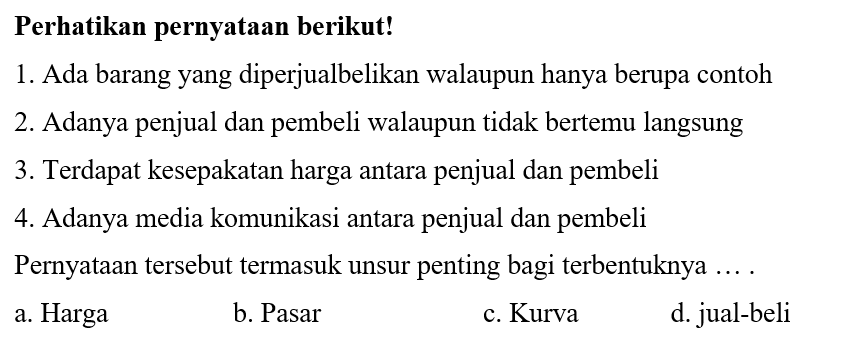 Perhatikan pernyataan berikut!
1. Ada barang yang diperjualbelikan walaupun hanya berupa contoh
2. Adanya penjual dan pembeli walaupun tidak bertemu langsung
3. Terdapat kesepakatan harga antara penjual dan pembeli
4. Adanya media komunikasi antara penjual dan pembeli
Pernyataan tersebut termasuk unsur penting bagi terbentuknya … .
a. Harga b. Pasar c. Kurva d. jual-beli